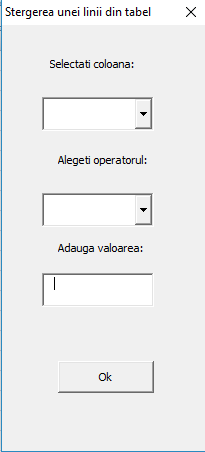 Stergerea unei linii din tabel
Selectati coloana:
Alegeti operatorul:
Adauga valoarea:
Ok